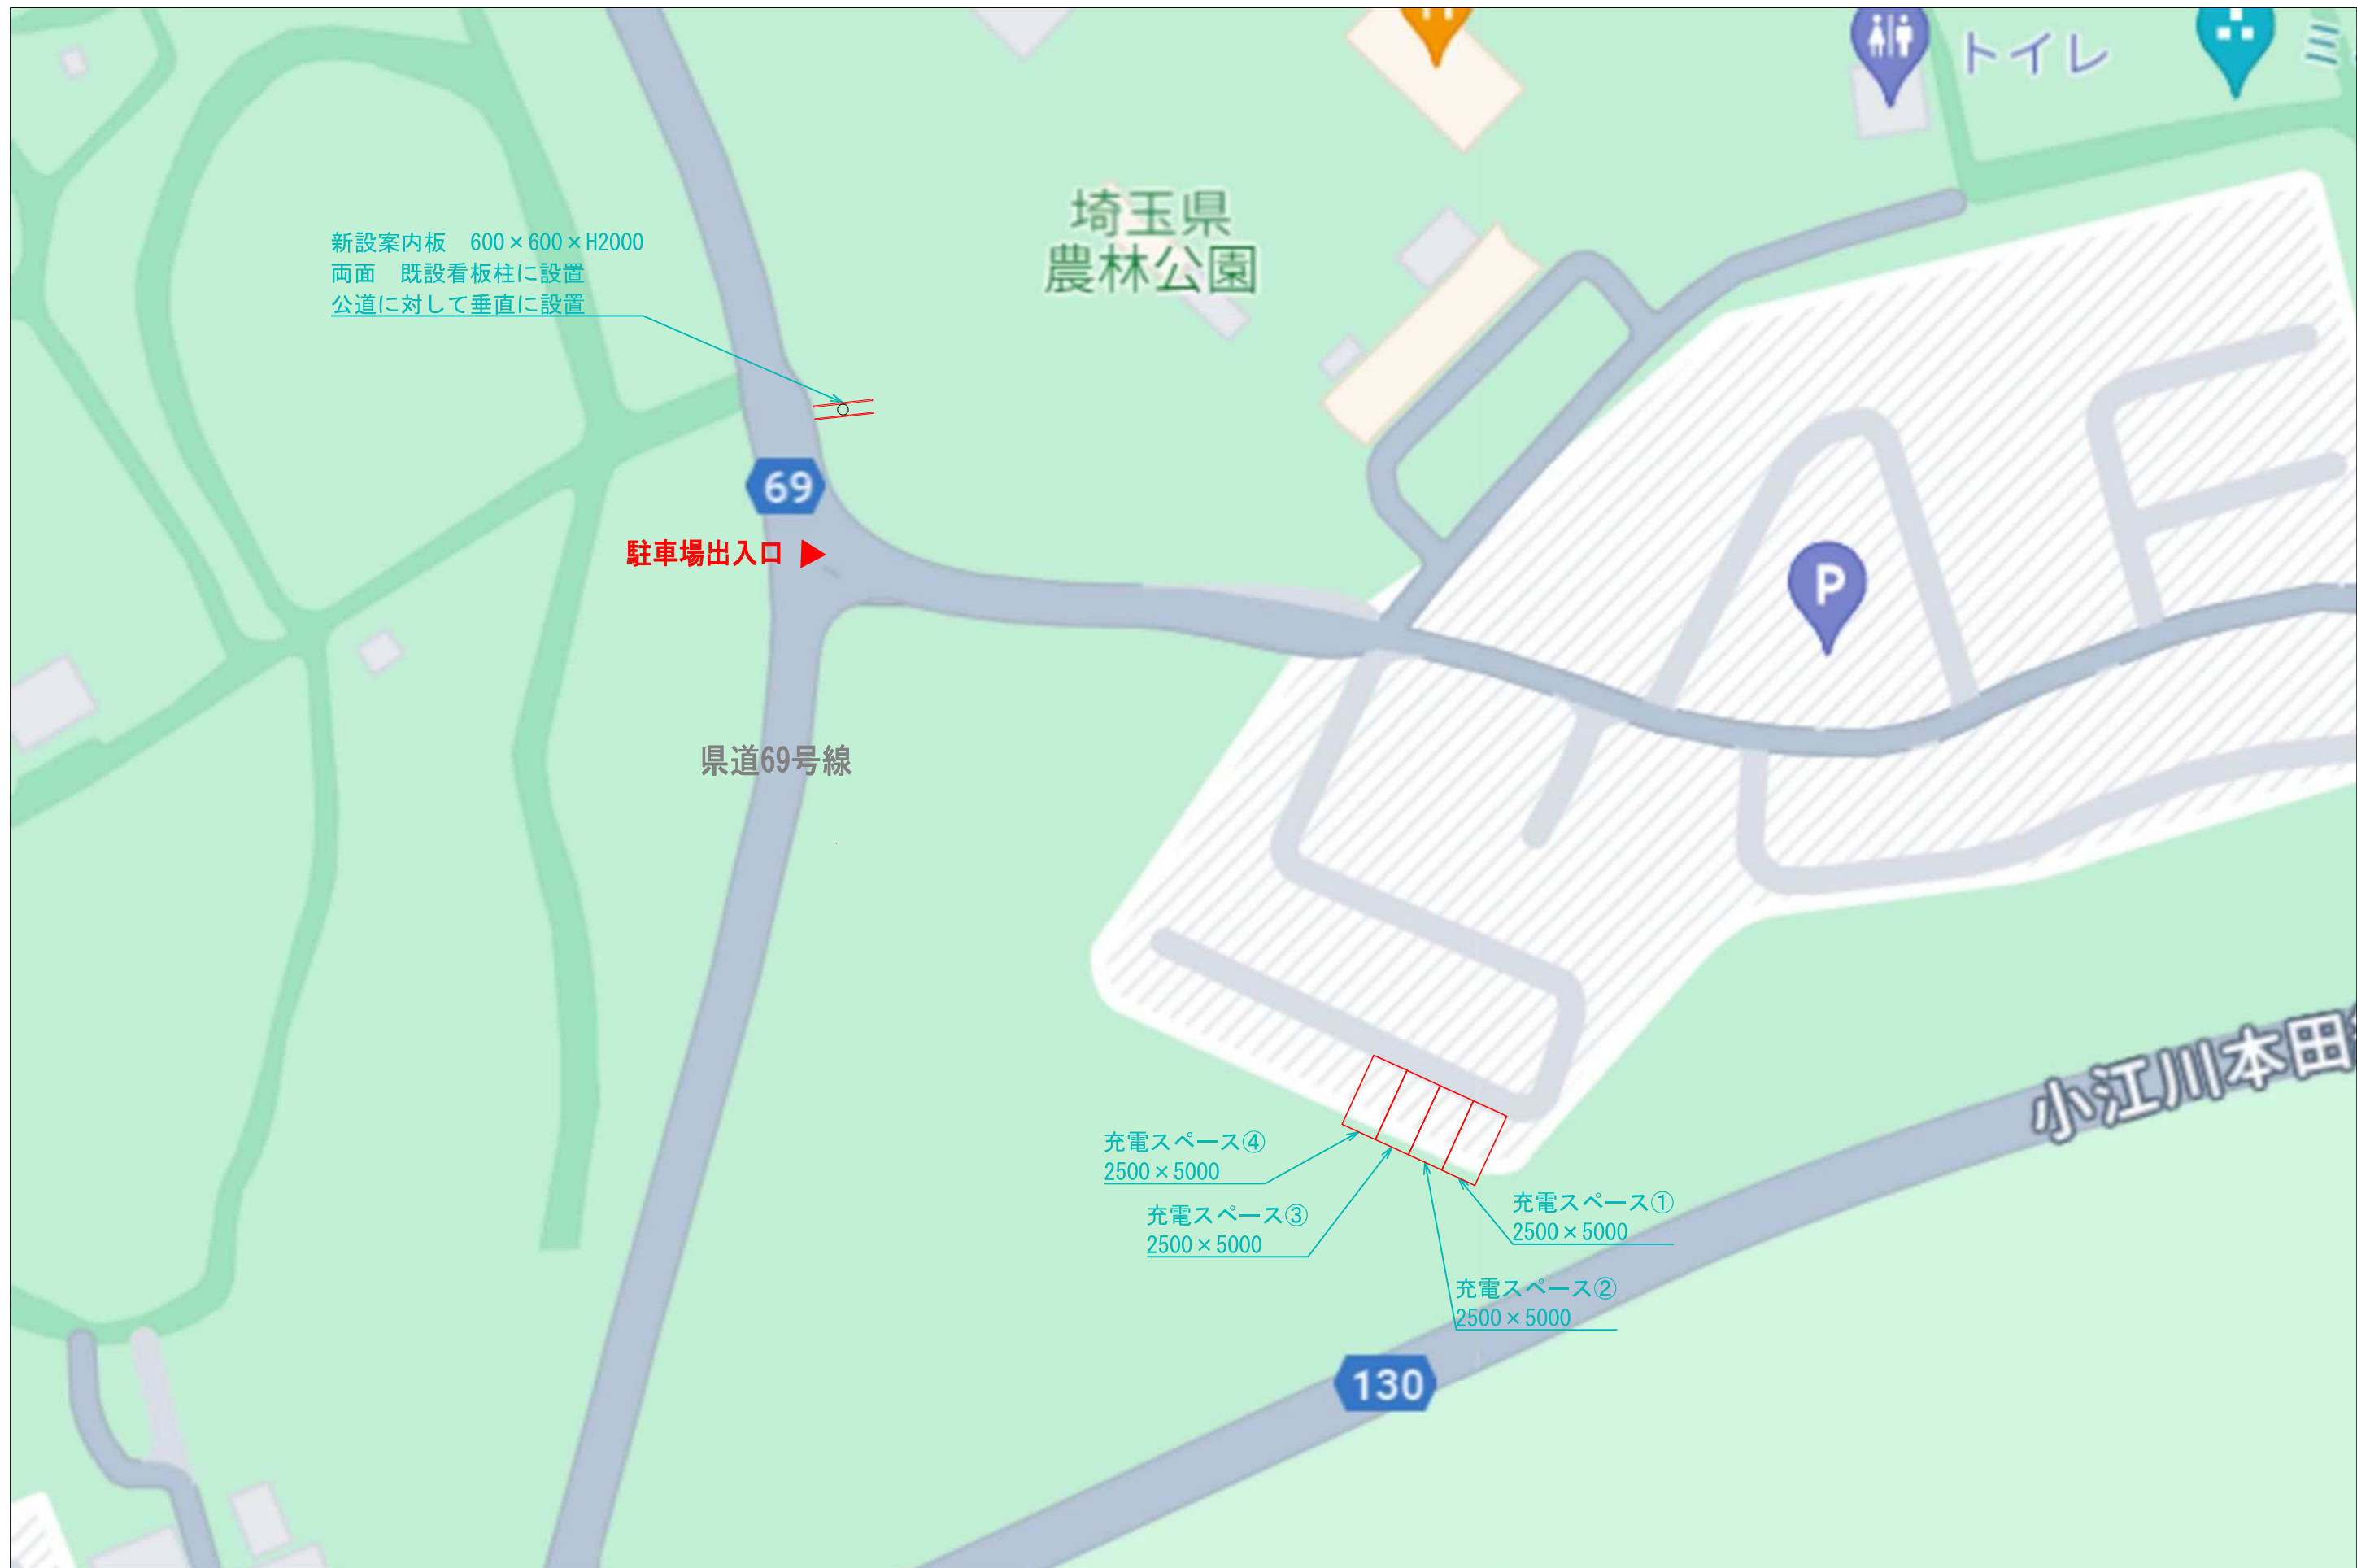 トイレ
ミ
埼玉県
農林公園
新設案内板　600×600×H2000
両面　既設看板柱に設置
公道に対して垂直に設置
69
駐車場出入口 ▶
P
県道69号線
小江川本田
充電スペース④
2500×5000
充電スペース③
2500×5000
充電スペース①
2500×5000
充電スペース②
2500×5000
130